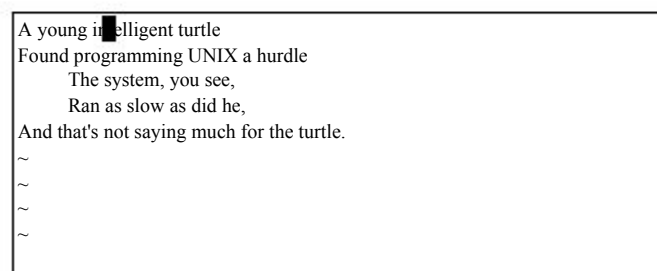 A young intelligent turtle
Found programming UNIX a hurdle
The system, you see,
Ran as slow as did he,
And that's not saying much for the turtle.
~
~
~
~